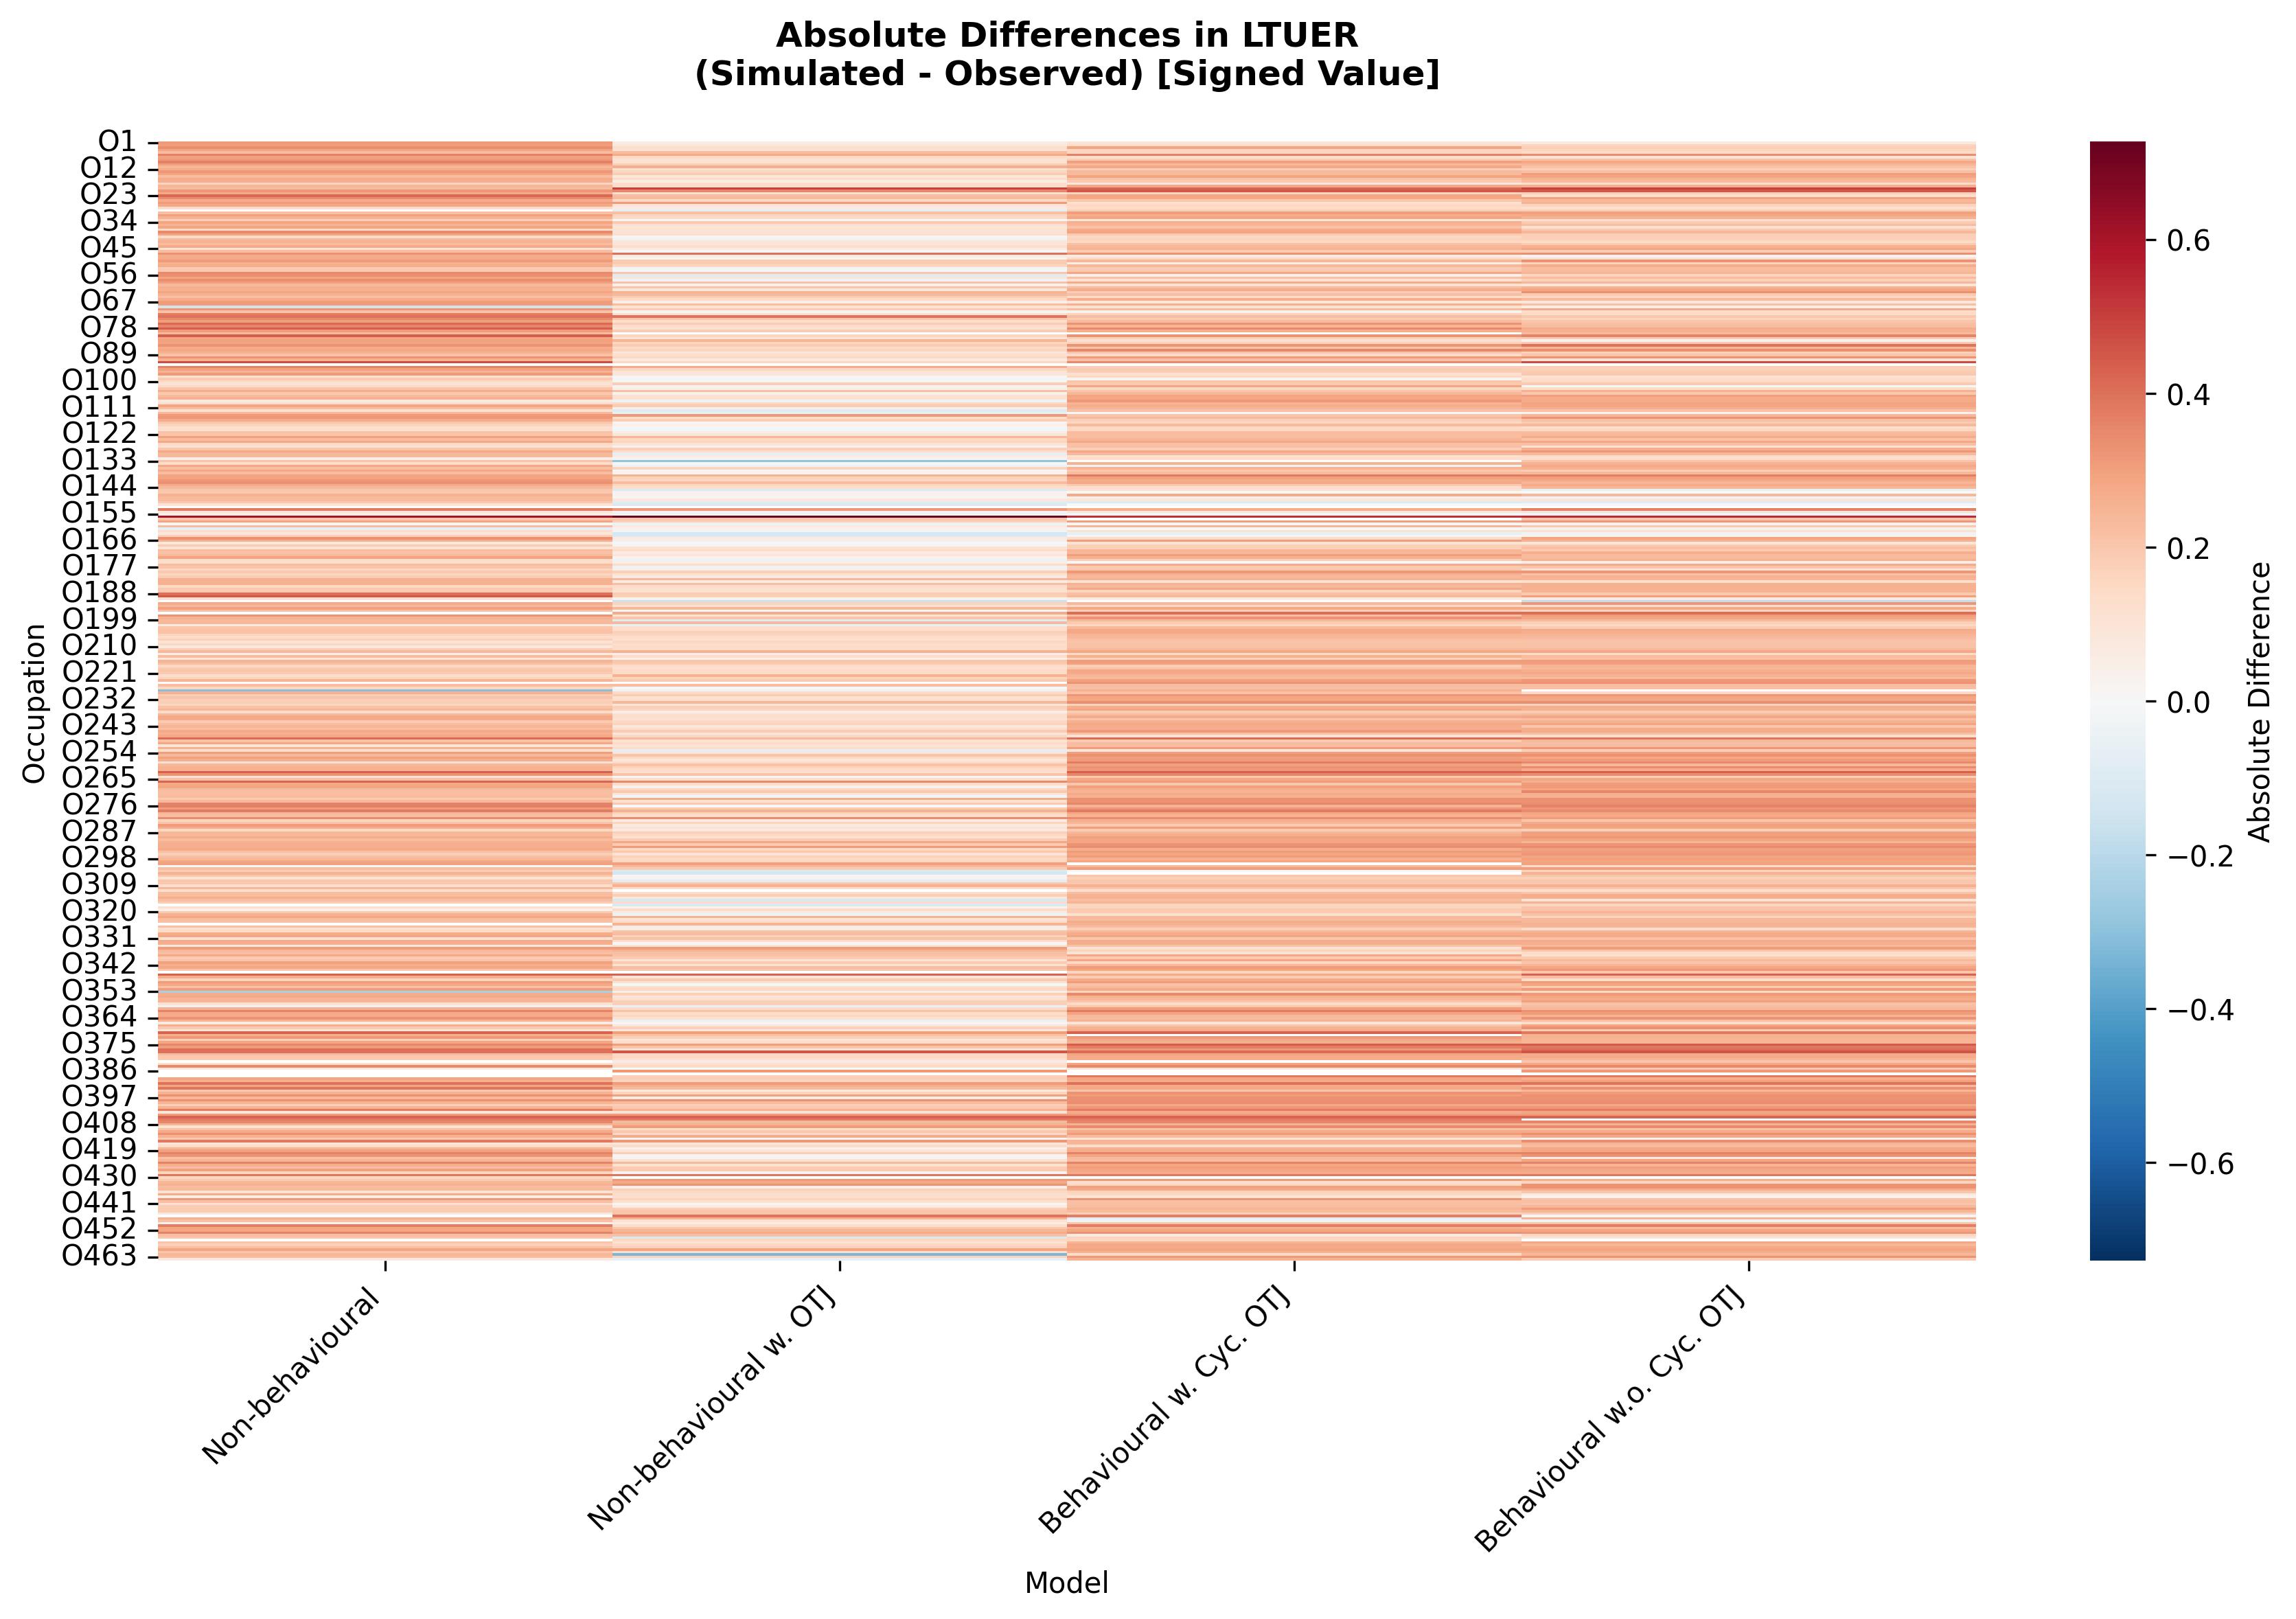 Absolute Differences in LTUER
(Simulated - Observed) [Signed Value]
Occupation
O1
O12
O23
O34
O45
O56
O67
O78
O89
O100
O111
O122
O133
O144
O155
O166
O177
O188
O199
O210
O221
O232
O243
O254
O265
O276
O287
O298
O309
O320
O331
O342
O353
O364
O375
O386
O397
O408
O419
O430
O441
O452
O463
Non-behavioural
Non-behavioural w. OTJ
Behavioural w. Cyc. OTJ
Behavioural w.o. Cyc. OTJ
Model
0.6
0.4
0.2
0.0
−0.2
−0.4
−0.6
Absolute Difference